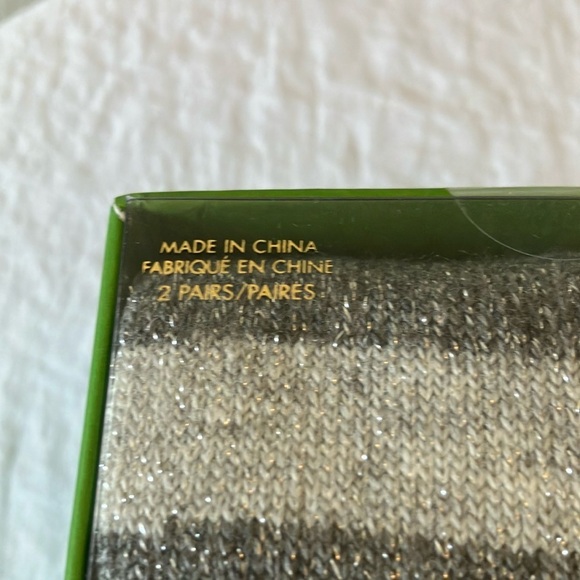 MADE IN CHINA
FABRIQUÉ EN CHINE
2 PAIRS/PAIRES